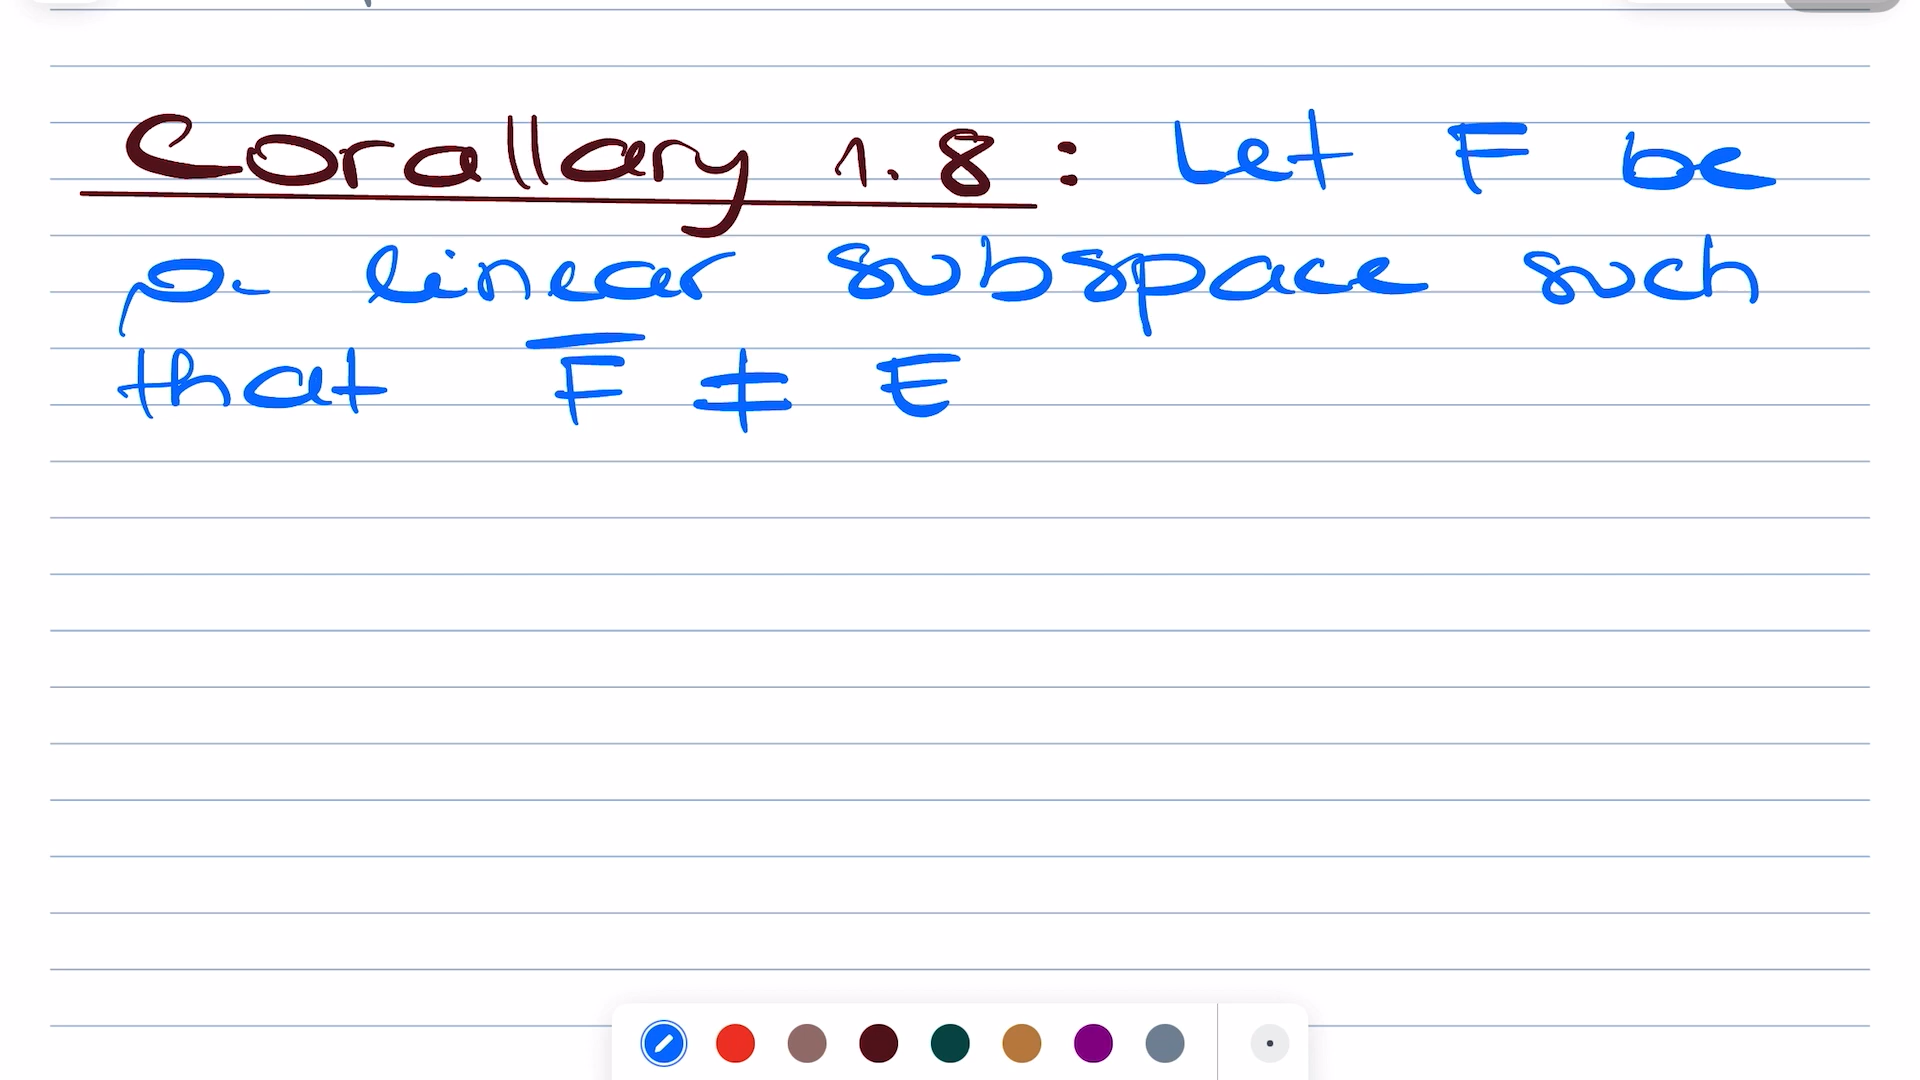 Corallary 1.8 : Let F be
a linear subspace such
that F̅ ≠ E